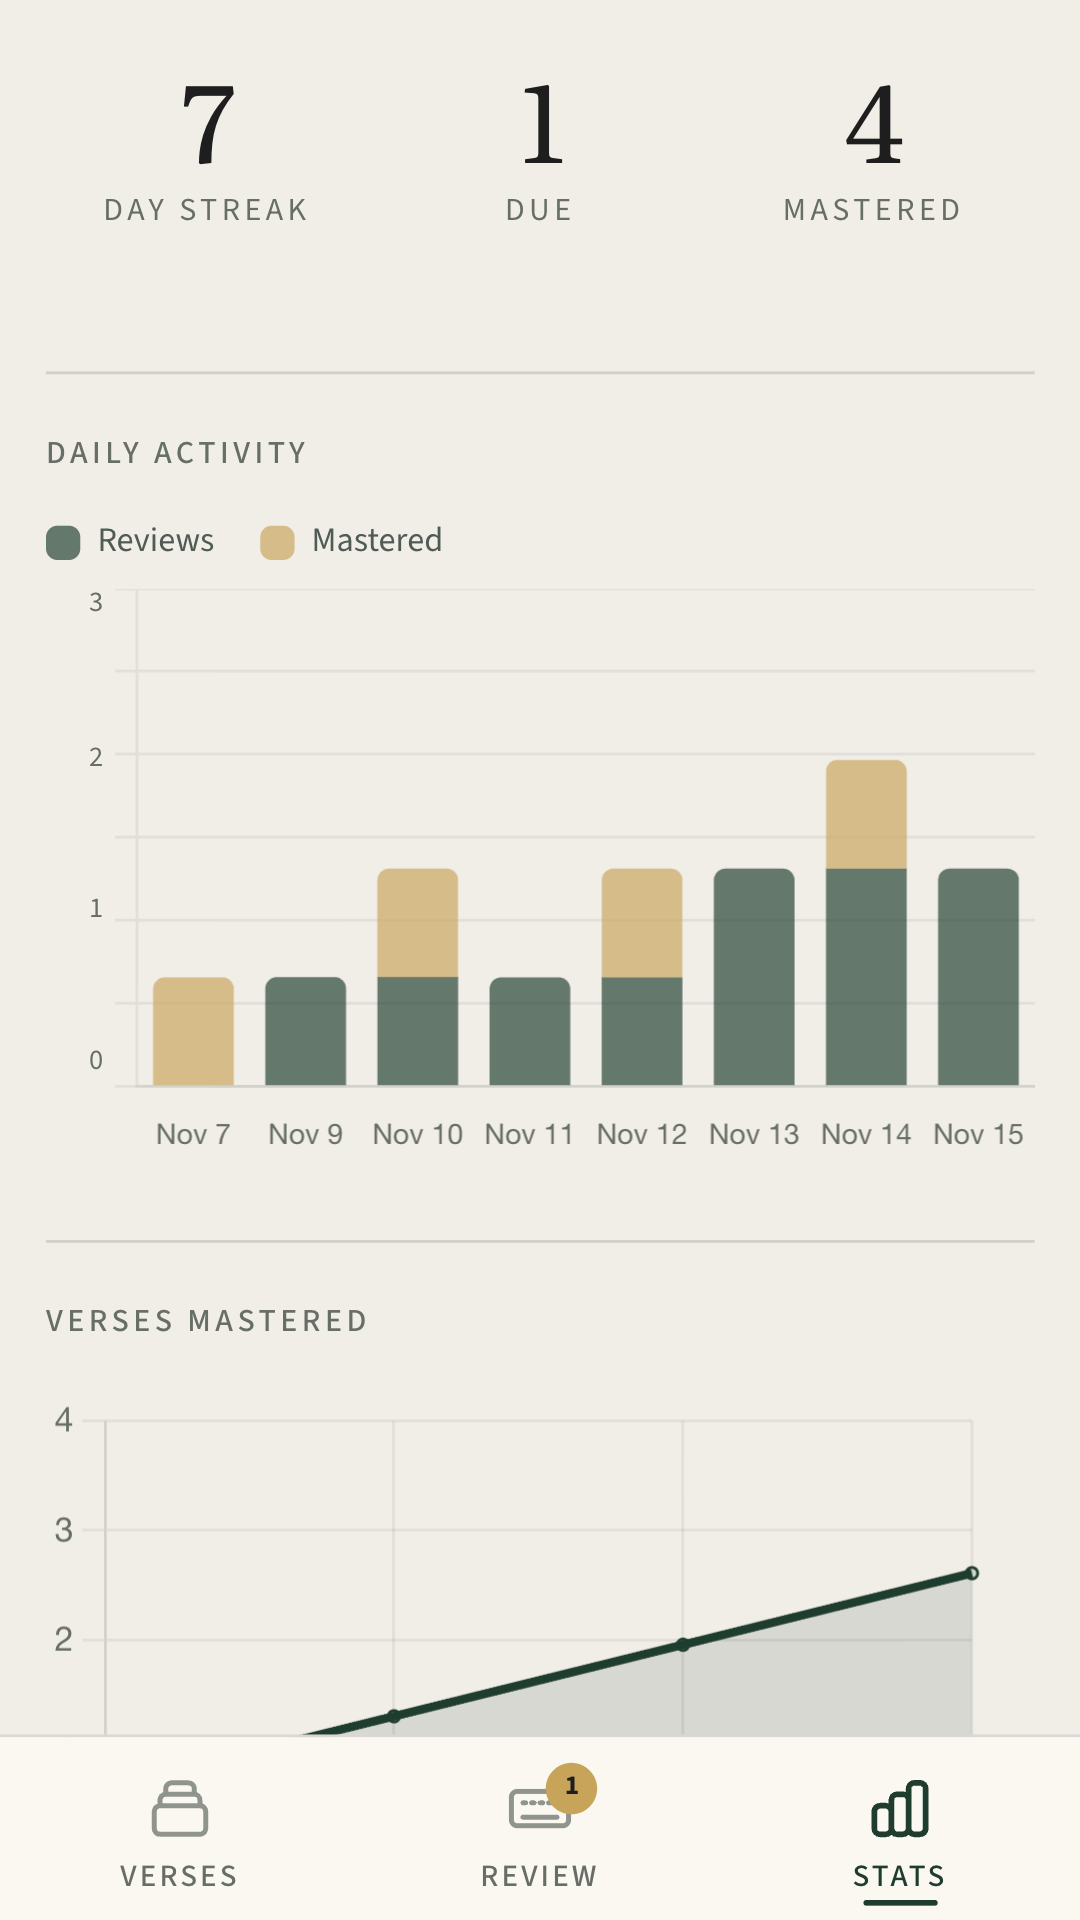 7 1 4
DAY STREAK DUE MASTERED
DAILY ACTIVITY
Reviews Mastered
3
2
1
0
Nov 7 Nov 9 Nov 10 Nov 11 Nov 12 Nov 13 Nov 14 Nov 15
VERSES MASTERED
4
3
2
1
VERSES REVIEW STATS